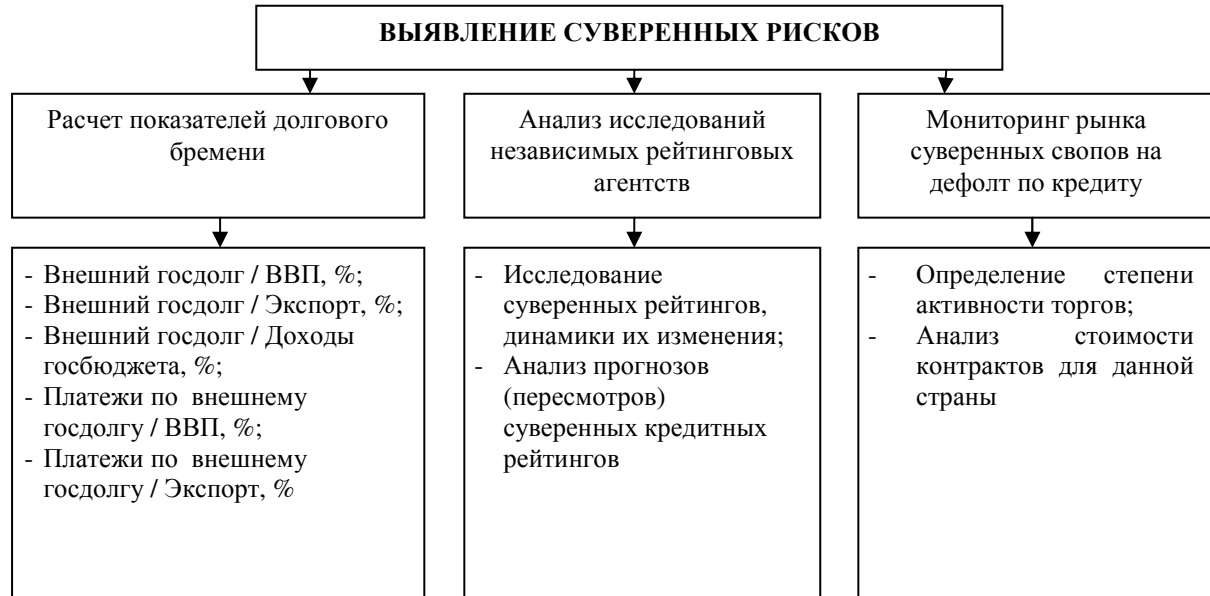 ВЫЯВЛЕНИЕ СУВЕРЕННЫХ РИСКОВ
Расчет показателей долгового
бремени
Анализ исследований
независимых рейтинговых
агентств
Мониторинг рынка
суверенных свопов на
дефолт по кредиту
- Внешний госдолг / ВВП, %;
- Внешний госдолг / Экспорт, %;
- Внешний госдолг / Доходы
госбюджета, %;
- Платежи по внешнему
госдолгу / ВВП, %;
- Платежи по внешнему
госдолгу / Экспорт, %
- Исследование
суверенных рейтингов,
динамики их изменения;
- Анализ прогнозов
(пересмотров)
суверенных кредитных
рейтингов
- Определение степени
активности торгов;
- Анализ стоимости
контрактов для данной
страны